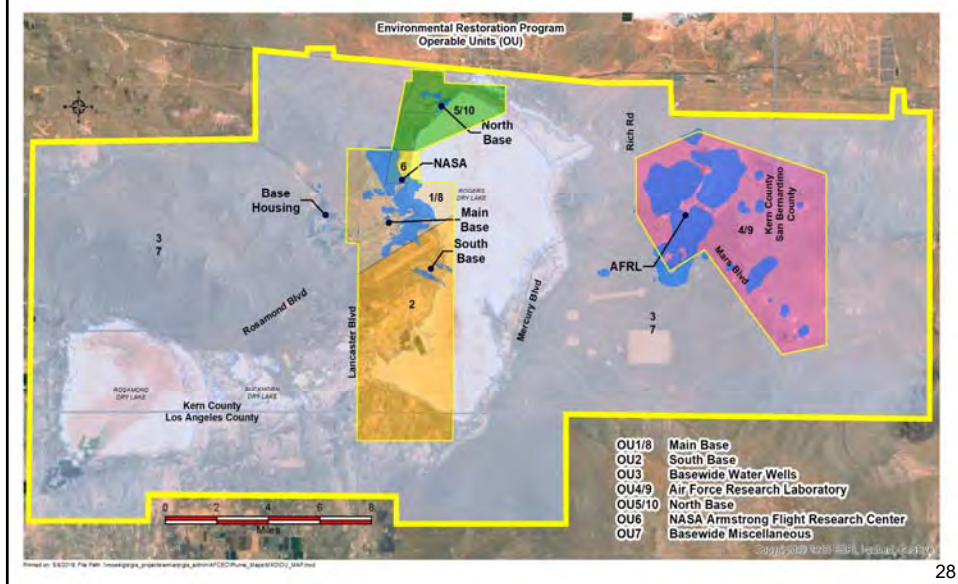 Environmental Restoration Program
Operable Units (OU)
5/10
North
Base
Rich Rd
6
NASA
ROGERS
DRY LAKE
1/8
Base
Housing
Main
Base
South
Base
Kern County
San Bernardino
County
4/9
AFRL
Mars Blvd
3
7
2
3
7
Rosamond Blvd
Lancaster Blvd
Mercury Blvd
ROSAMOND
DRY LAKE
BUCKHORN
DRY LAKE
Kern County
Los Angeles County
0 2 4 6 8
Miles
OU1/8 Main Base
OU2 South Base
OU3 Basewide Water Wells
OU4/9 Air Force Research Laboratory
OU5/10 North Base
OU6 NASA Armstrong Flight Research Center
OU7 Basewide Miscellaneous
28